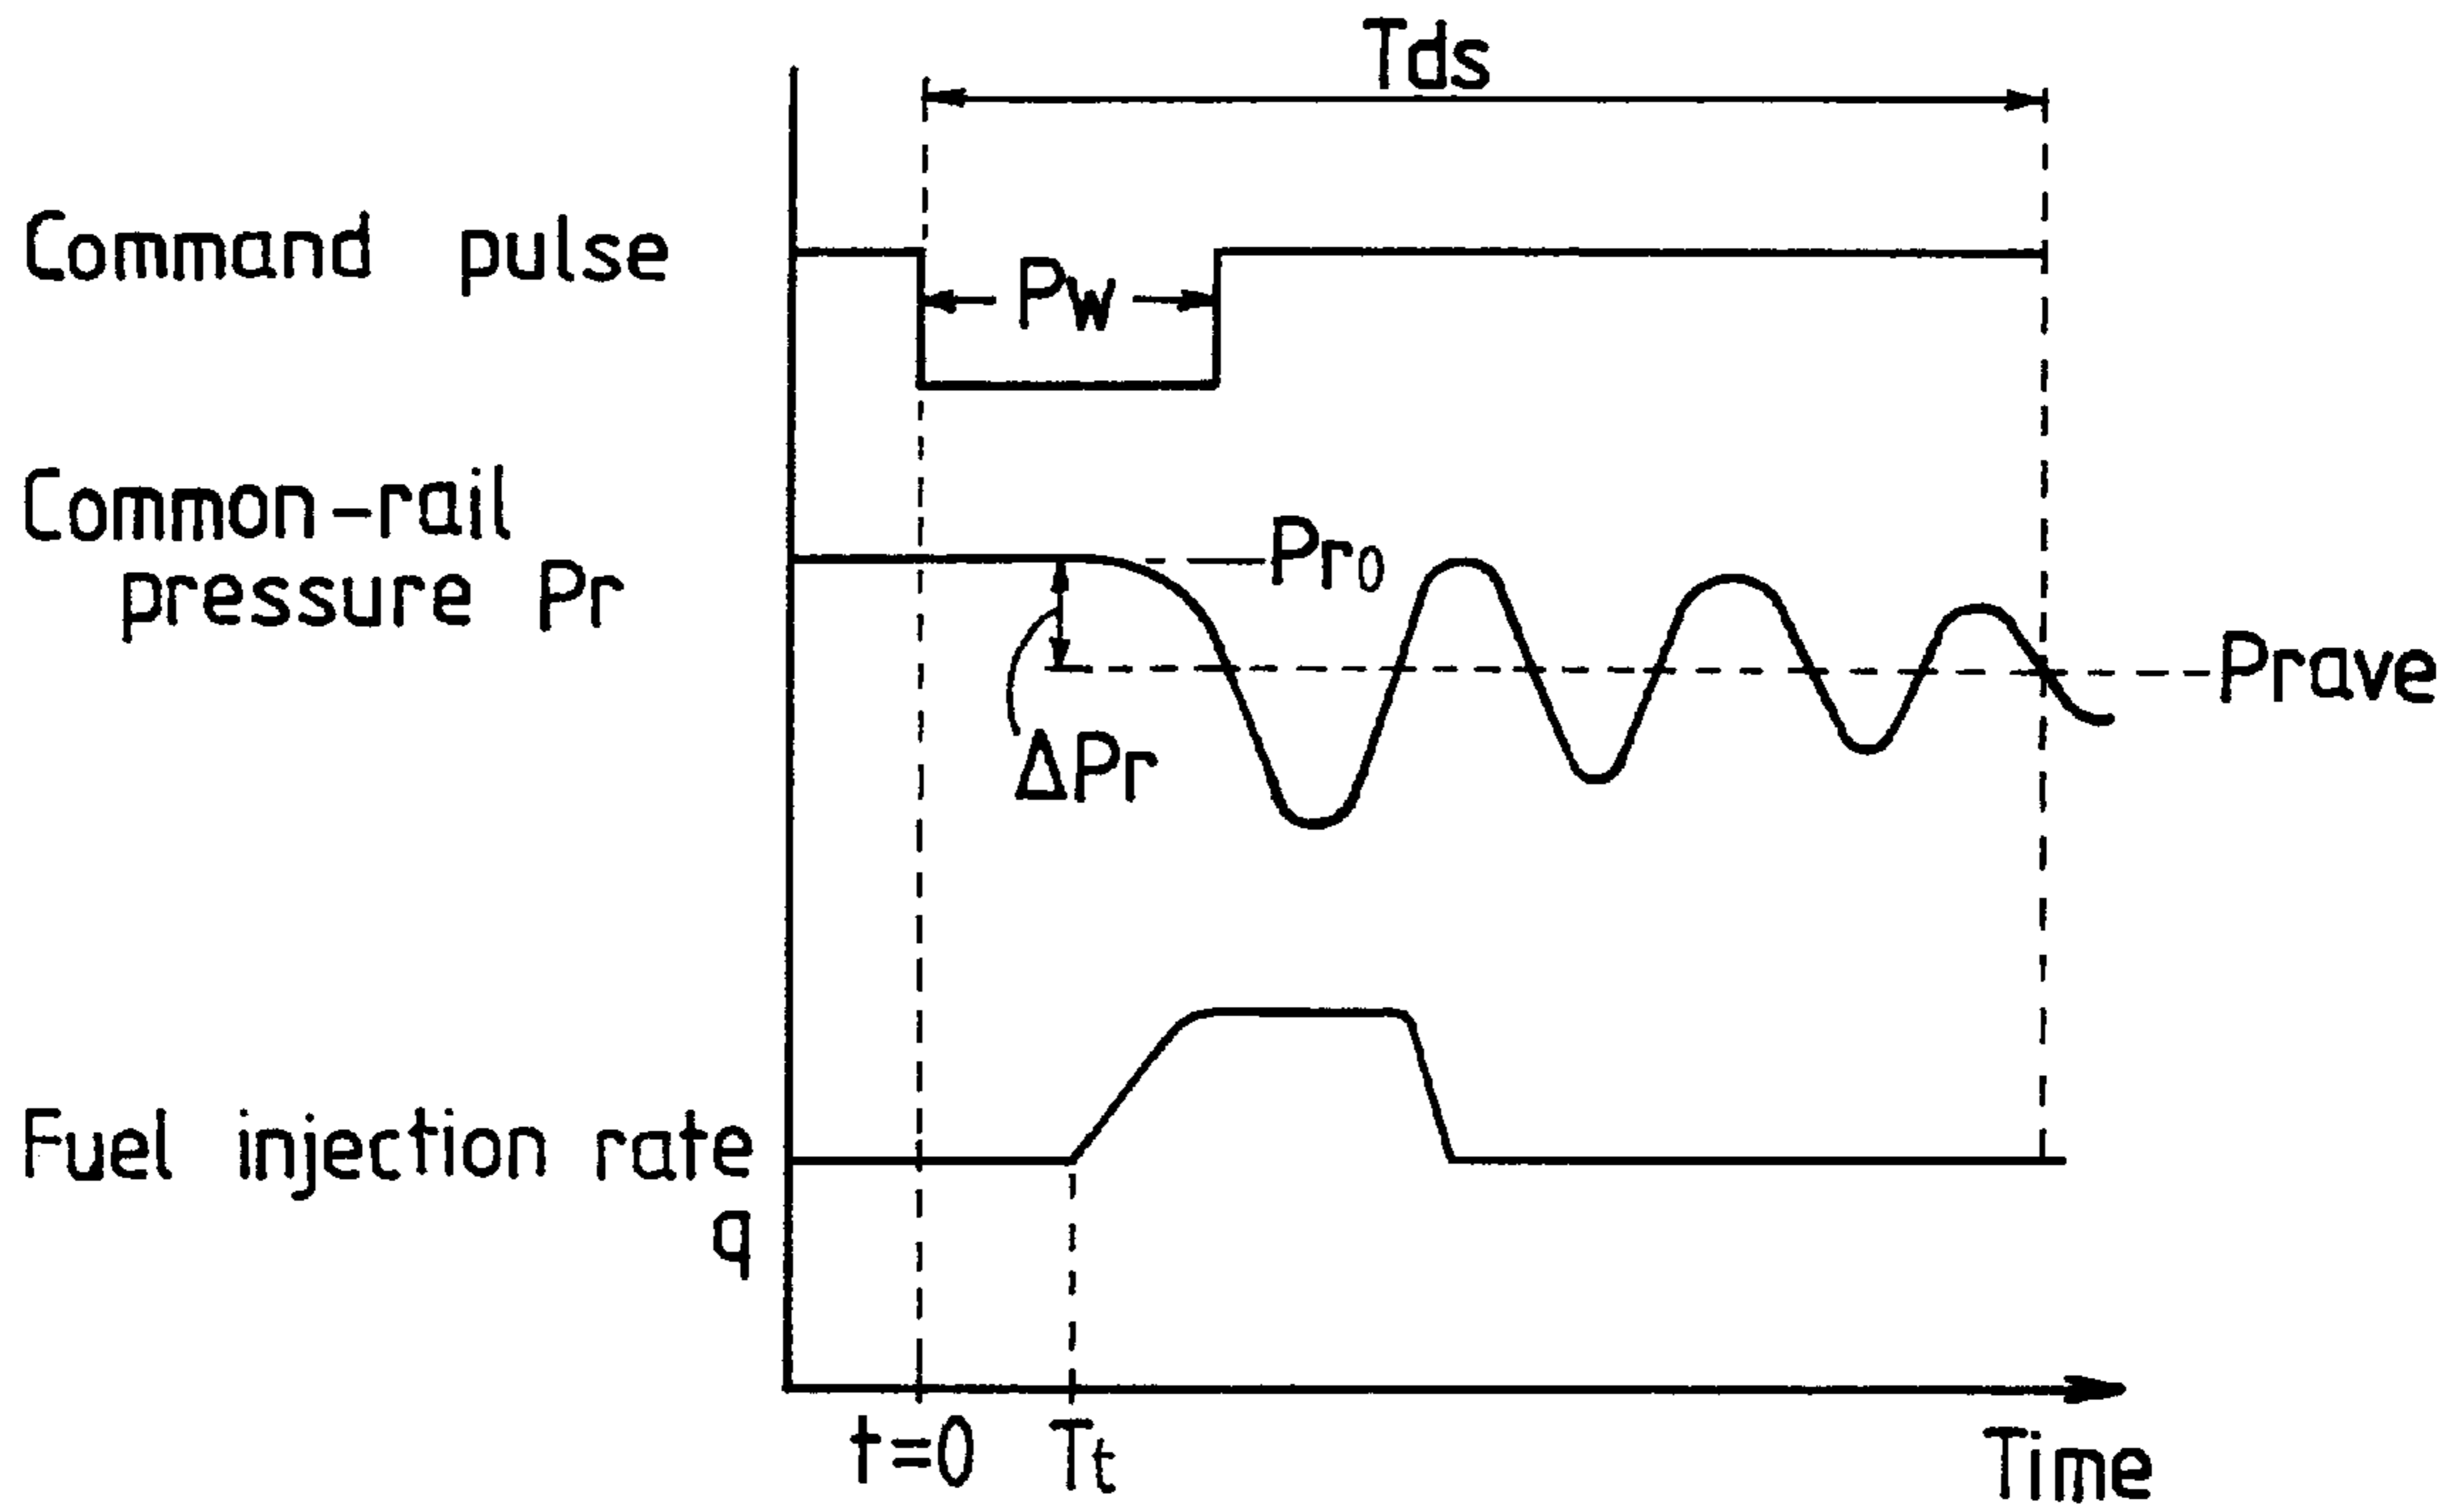 Tds
Command pulse
PW
Common-rail
pressure Pr
Pr0
Prave
ΔPr
Fuel injection rate
q
t=0
Tt
Time